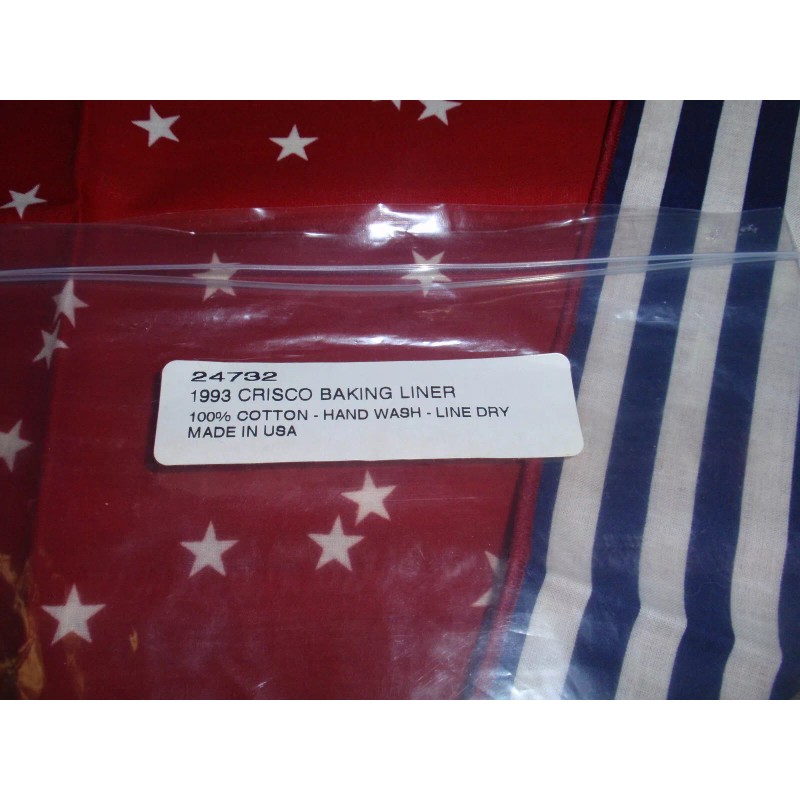 24732
1993 CRISCO BAKING LINER
100% COTTON - HAND WASH - LINE DRY
MADE IN USA